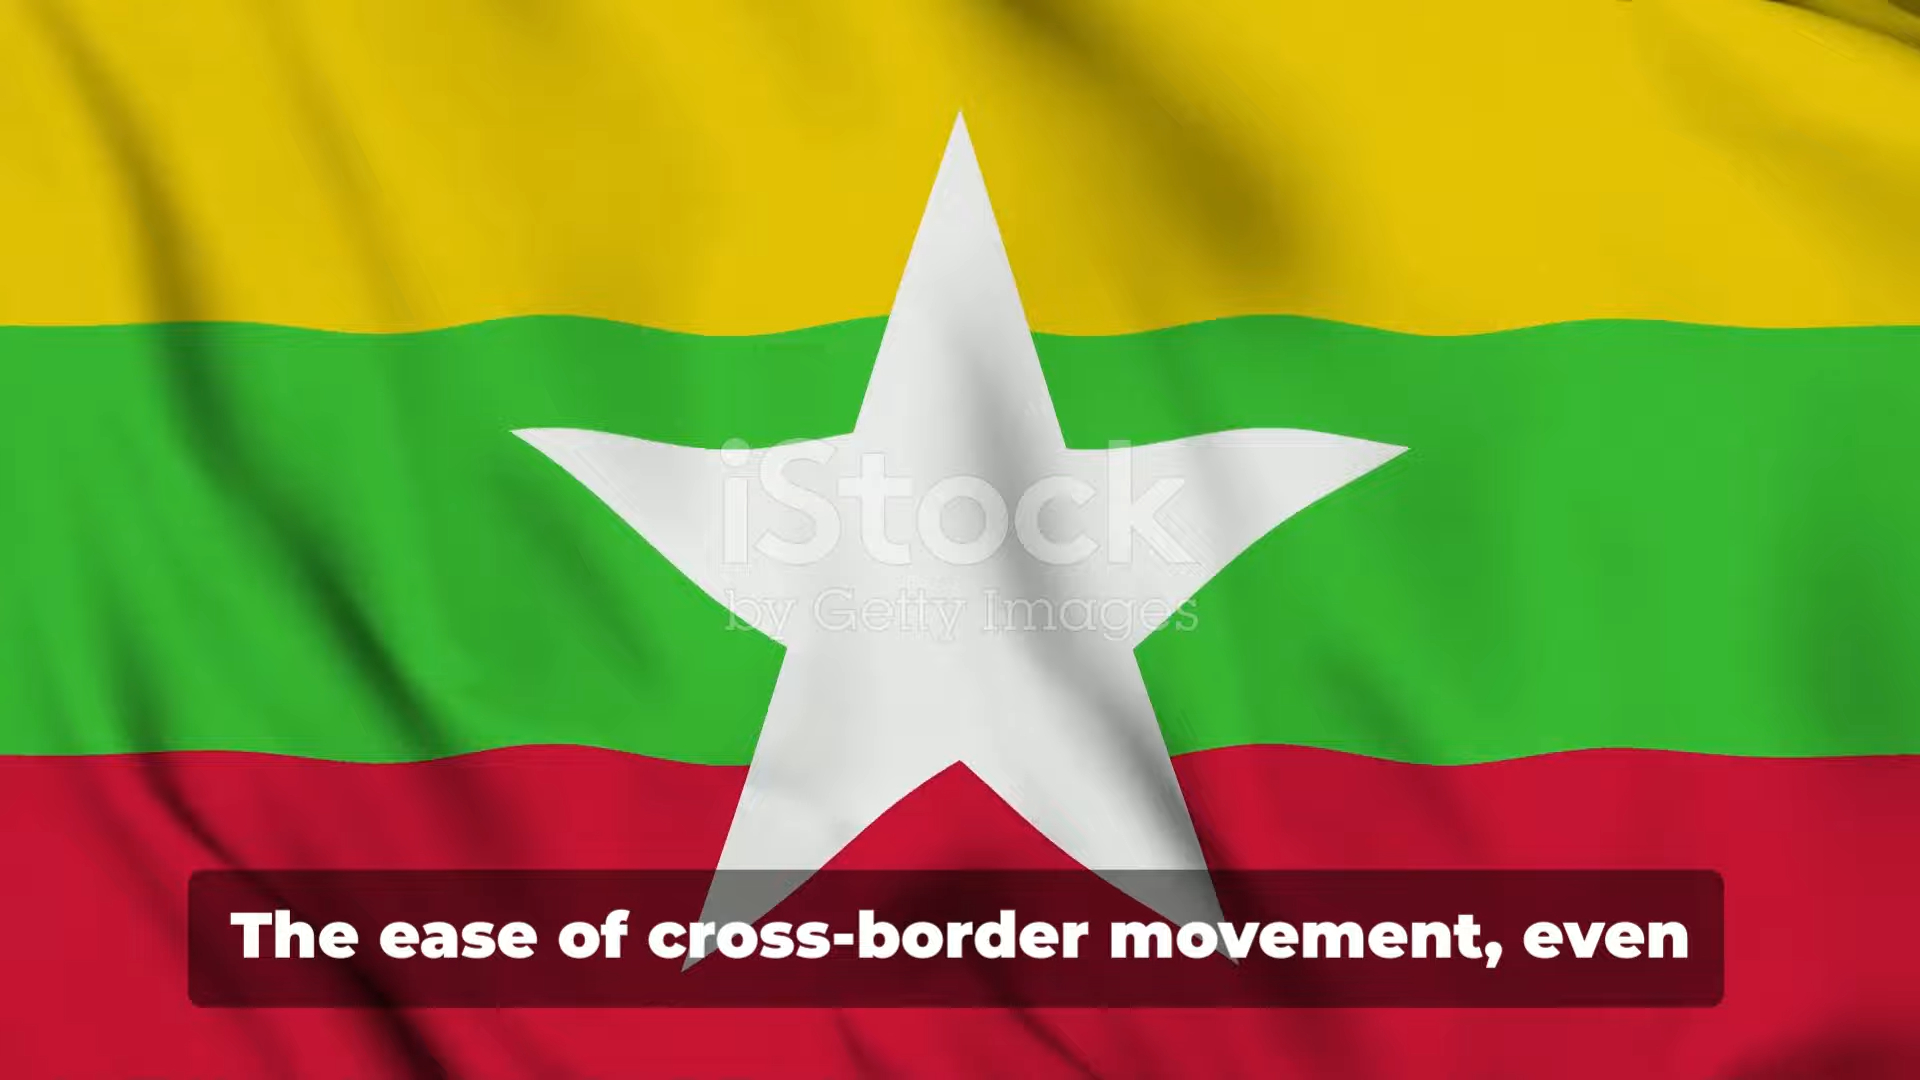 iStock
by Getty Images
The ease of cross-border movement, even